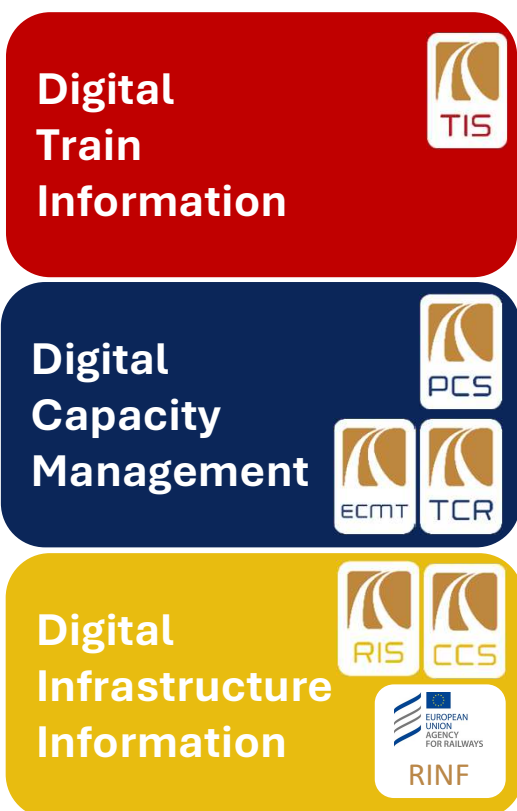 Digital
Train
Information
TIS
Digital
Capacity
Management
PCS
ECMT
TCR
Digital
Infrastructure
Information
RIS
CCS
EUROPEAN
UNION
AGENCY
FOR RAILWAYS
RINF